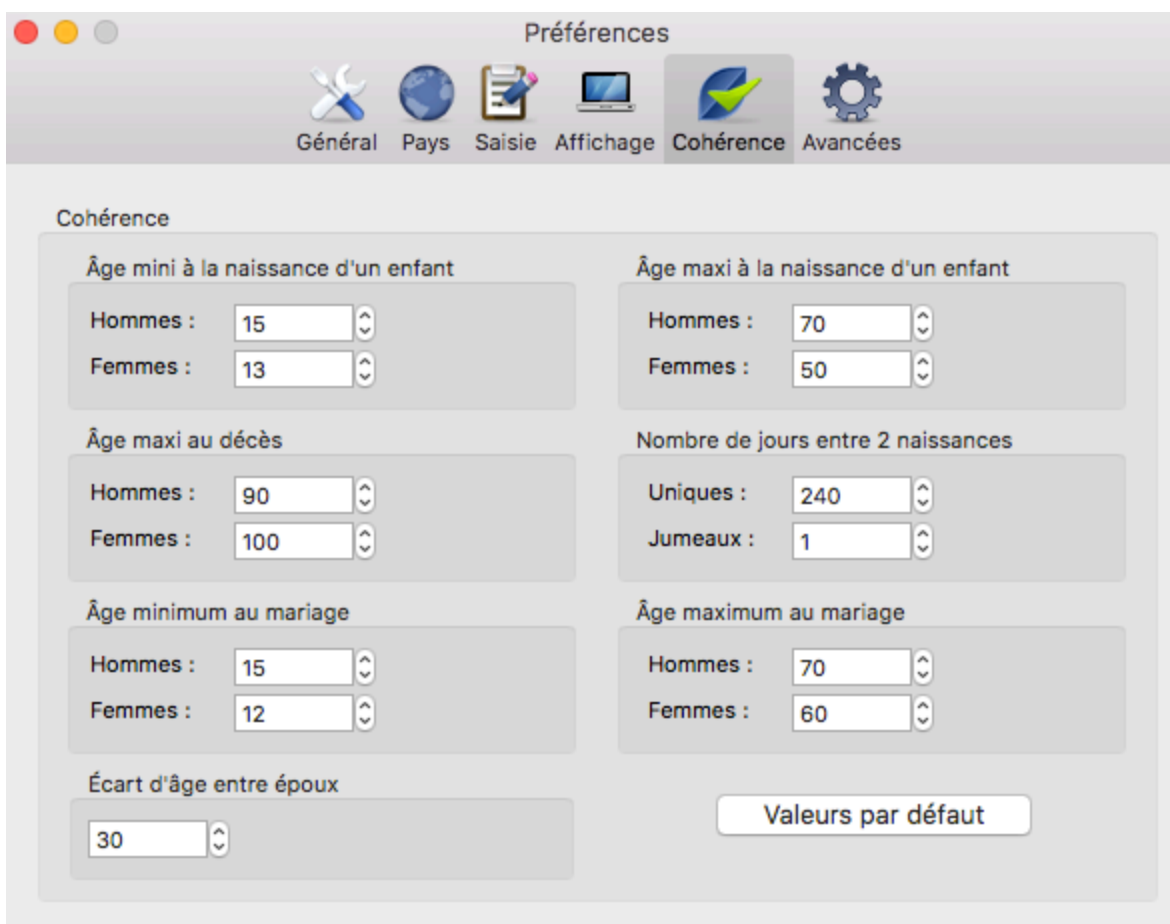 Préférences
Général Pays Saisie Affichage Cohérence Avancées
Cohérence
Âge mini à la naissance d'un enfant
Hommes : 15
Femmes : 13
Âge maxi à la naissance d'un enfant
Hommes : 70
Femmes : 50
Âge maxi au décès
Hommes : 90
Femmes : 100
Nombre de jours entre 2 naissances
Uniques : 240
Jumeaux : 1
Âge minimum au mariage
Hommes : 15
Femmes : 12
Âge maximum au mariage
Hommes : 70
Femmes : 60
Écart d'âge entre époux
30
Valeurs par défaut